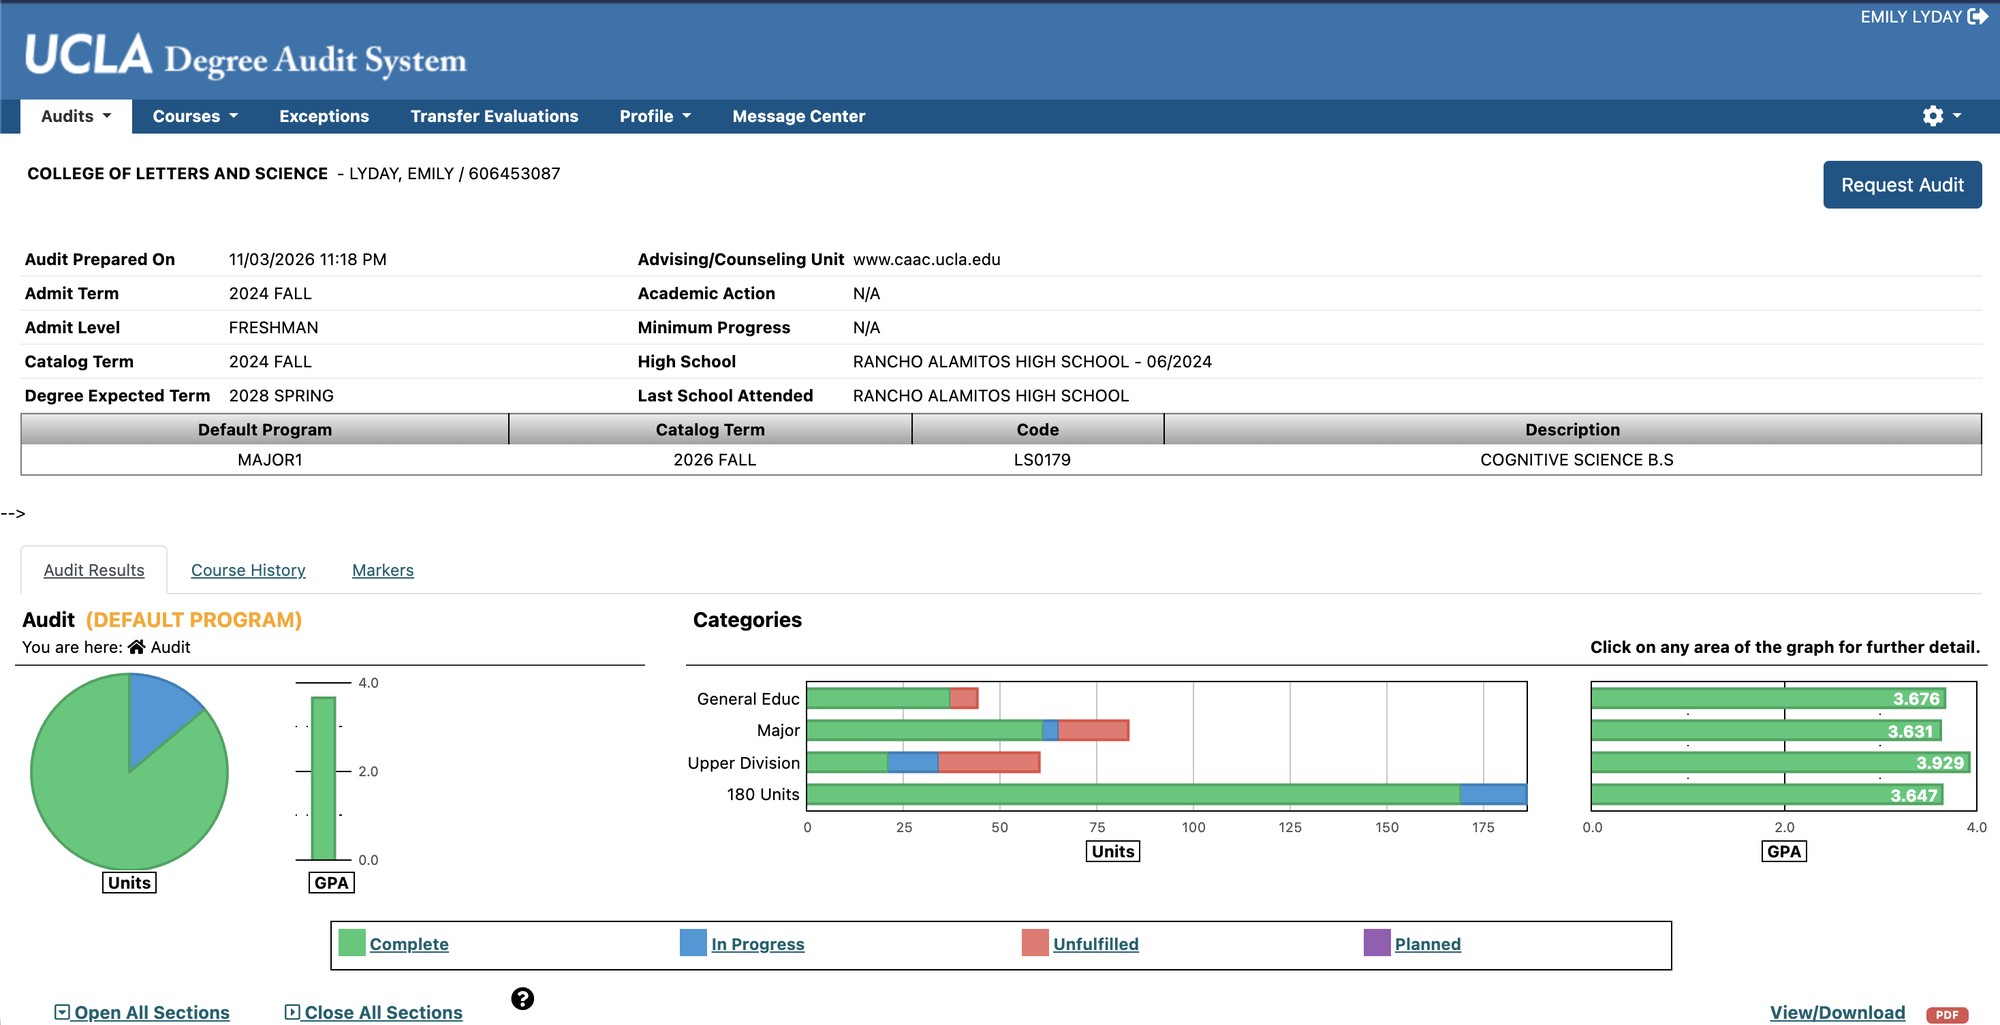 EMILY LYDAY
UCLA Degree Audit System
Audits Courses Exceptions Transfer Evaluations Profile Message Center
COLLEGE OF LETTERS AND SCIENCE - LYDAY, EMILY / 606453087
Request Audit
Audit Prepared On 11/03/2026 11:18 PM Advising/Counseling Unit www.caac.ucla.edu
Admit Term 2024 FALL Academic Action N/A
Admit Level FRESHMAN Minimum Progress N/A
Catalog Term 2024 FALL High School RANCHO ALAMITOS HIGH SCHOOL - 06/2024
Degree Expected Term 2028 SPRING Last School Attended RANCHO ALAMITOS HIGH SCHOOL
Default Program Catalog Term Code Description
MAJOR1 2026 FALL LS0179 COGNITIVE SCIENCE B.S
-->
Audit Results Course History Markers
Audit (DEFAULT PROGRAM) Categories
You are here: Audit Click on any area of the graph for further detail.
4.0
2.0
0.0
Units GPA
General Educ 3.676
Major 3.631
Upper Division 3.929
180 Units 3.647
0 25 50 75 100 125 150 175 0.0 2.0 4.0
Units GPA
Complete In Progress Unfulfilled Planned
?
Open All Sections Close All Sections View/Download PDF